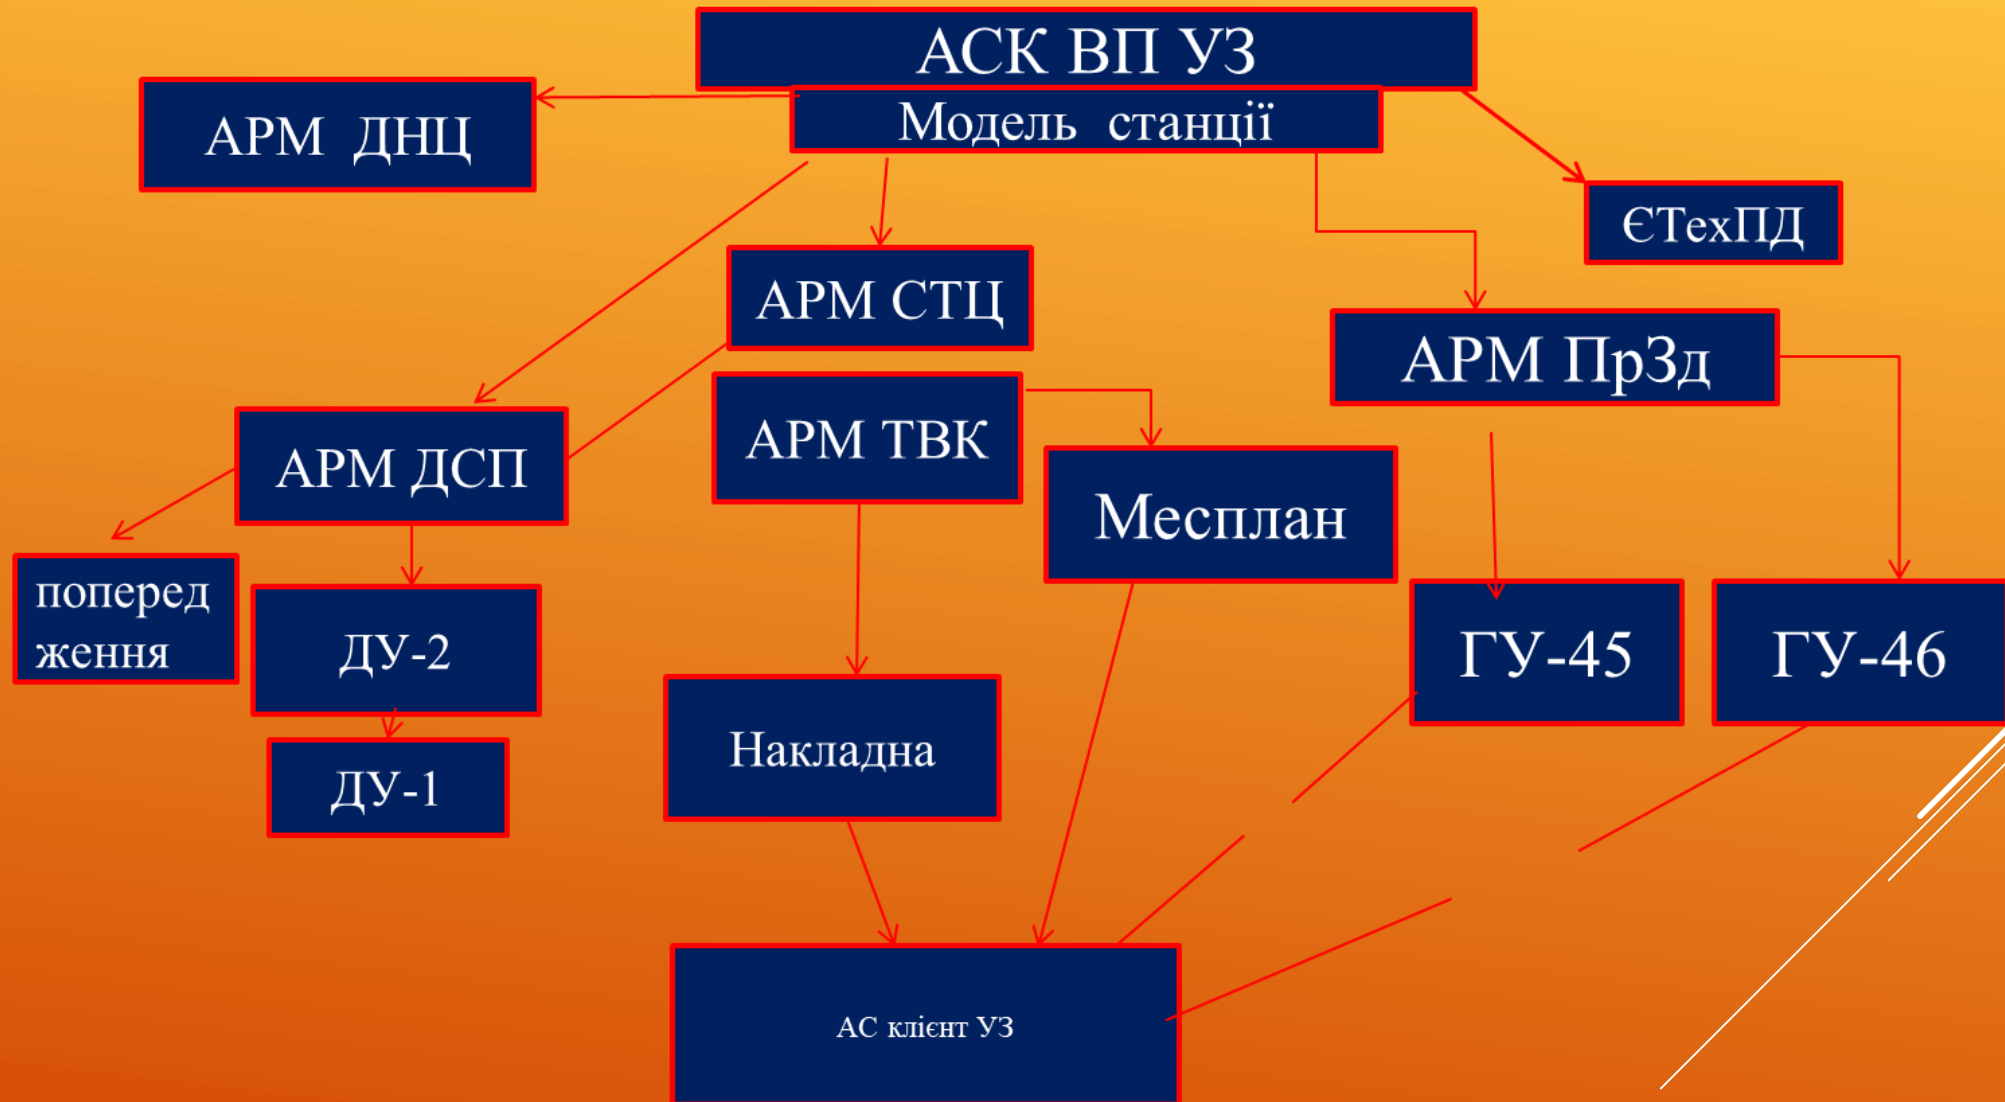 АСК ВП УЗ
Модель станції
АРМ ДНЦ
ЄТехПД
АРМ СТЦ
АРМ ПрЗд
АРМ ТВК
АРМ ДСП
Месплан
поперед
ження
ДУ-2
ГУ-45
ГУ-46
Накладна
ДУ-1
АС клієнт УЗ